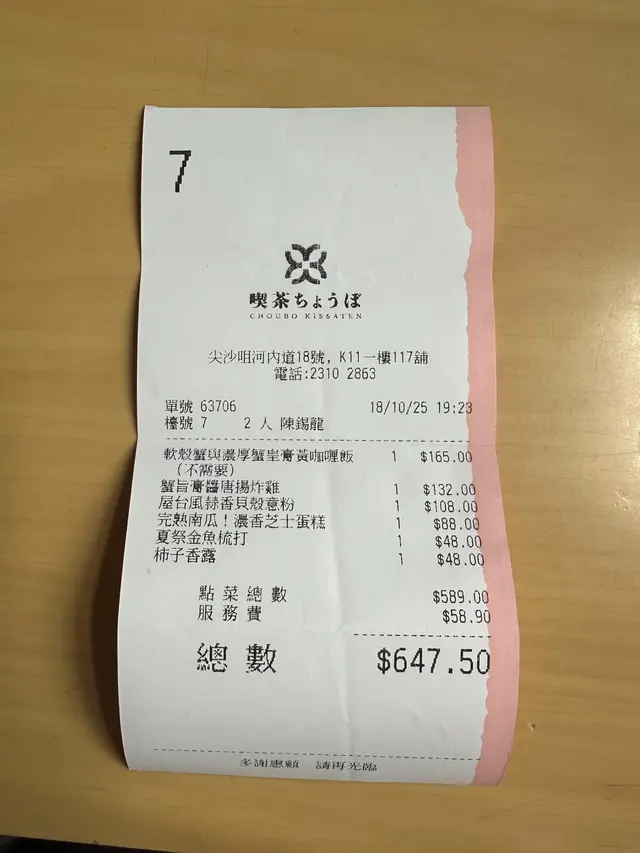 7
喫茶ちょうば
CHOUBO KISSATEN
尖沙咀河內道18號, K11一樓117舖
電話:2310 2863
單號 63706 18/10/25 19:23
檯號 7 2 人 陳錫龍
軟殼蟹與濃厚蟹皇膏黃咖喱飯 1 $165.00
(不需要)
蟹旨膏醬唐揚炸雞 1 $132.00
屋台風蒜香貝殼意粉 1 $108.00
完熟南瓜！濃香芝士蛋糕 1 $88.00
夏祭金魚梳打 1 $48.00
柿子香露 1 $48.00
點菜總數 $589.00
服務費 $58.90
總數 $647.50
多謝惠顧 請再光臨